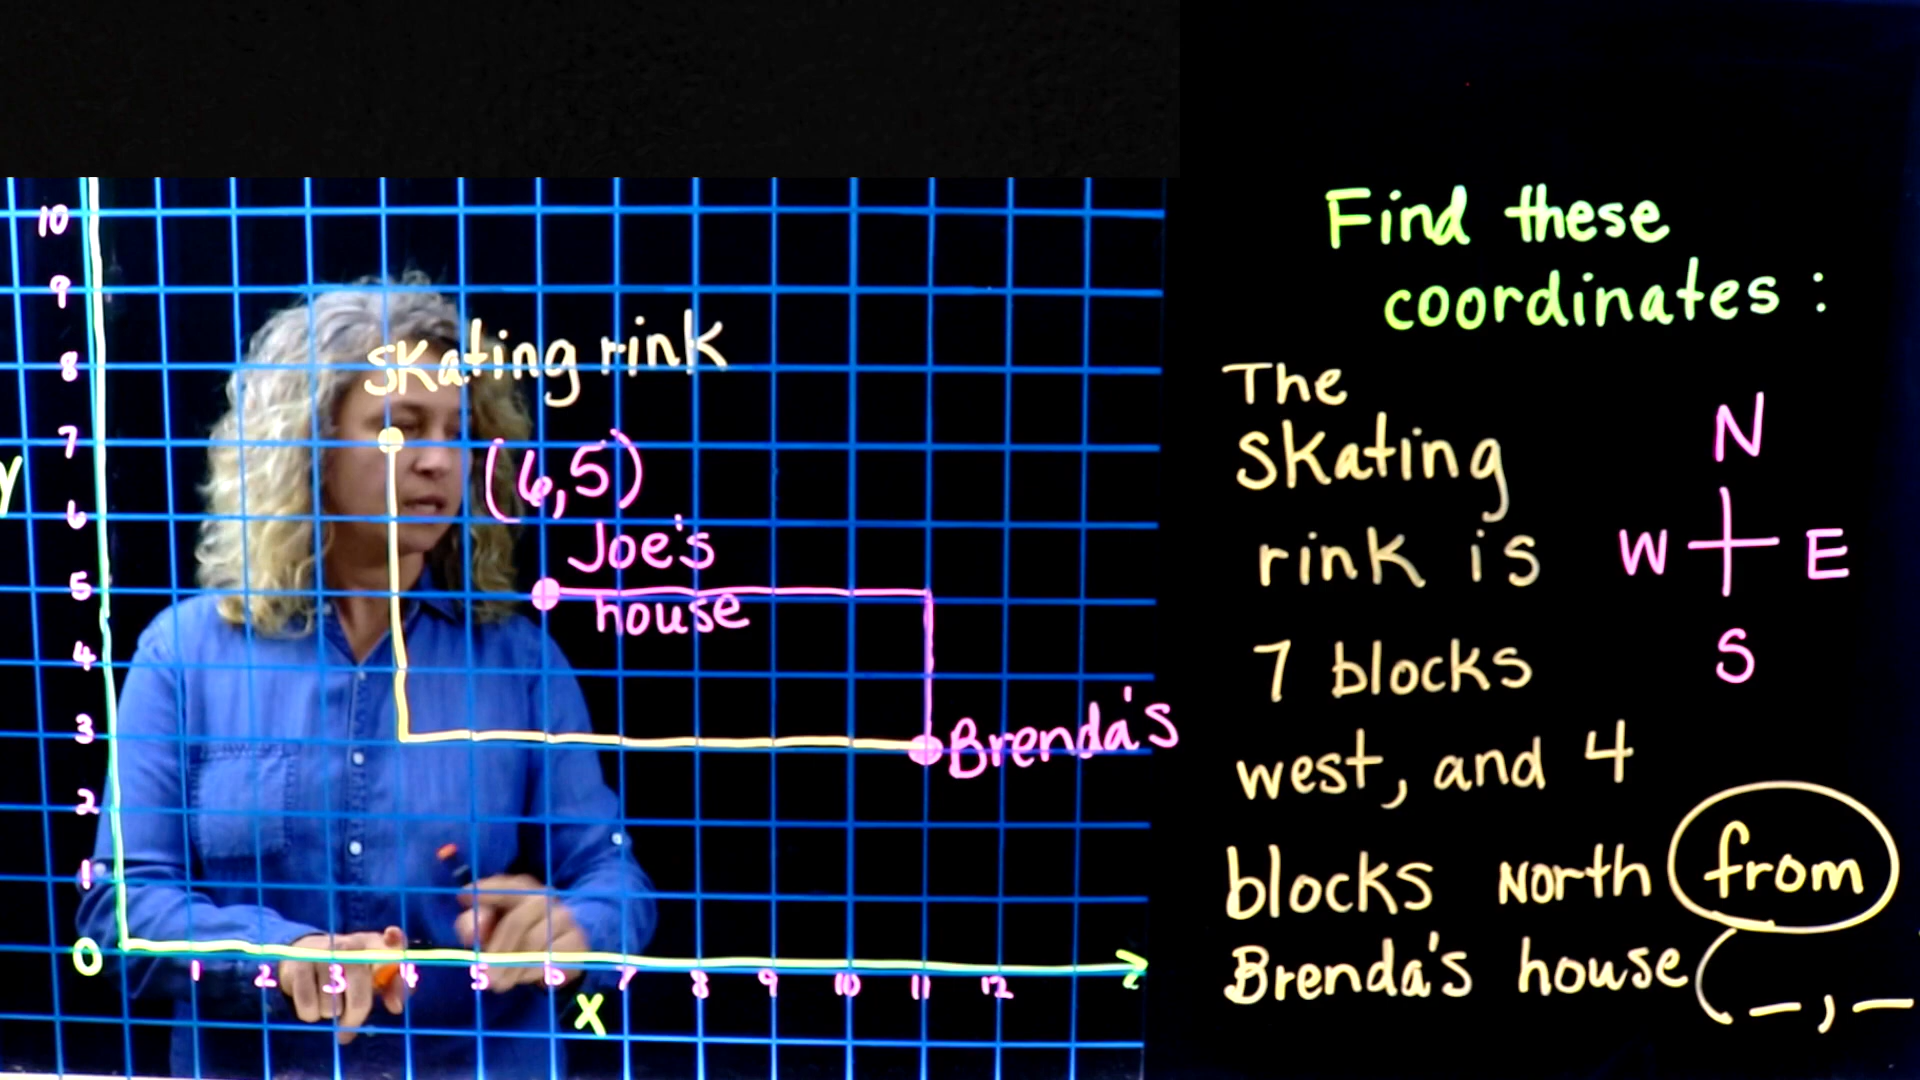 Find these
coordinates:
The
Skating
rink is
7 blocks
west, and 4
blocks North from
Brenda's house (_,_
N
W E
S
10
9
8
7
6
5
4
3
2
1
0
y
Skating rink
(6,5)
Joe's
house
Brenda's
1 2 3 4 5 6 7 8 9 10 11 12
x